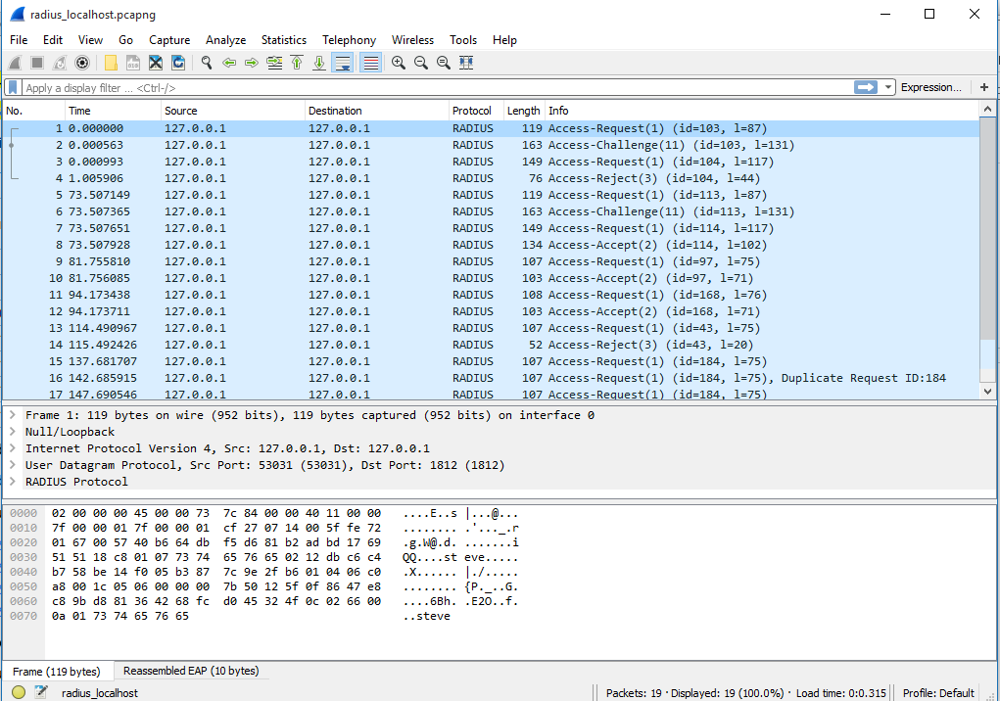 radius_localhost.pcapng
File Edit View Go Capture Analyze Statistics Telephony Wireless Tools Help
Apply a display filter ... <Ctrl-/> Expression... +
No. Time Source Destination Protocol Length Info
1 0.000000 127.0.0.1 127.0.0.1 RADIUS 119 Access-Request(1) (id=103, l=87)
2 0.000563 127.0.0.1 127.0.0.1 RADIUS 163 Access-Challenge(11) (id=103, l=131)
3 0.000993 127.0.0.1 127.0.0.1 RADIUS 149 Access-Request(1) (id=104, l=117)
4 1.005906 127.0.0.1 127.0.0.1 RADIUS 76 Access-Reject(3) (id=104, l=44)
5 73.507149 127.0.0.1 127.0.0.1 RADIUS 119 Access-Request(1) (id=113, l=87)
6 73.507365 127.0.0.1 127.0.0.1 RADIUS 163 Access-Challenge(11) (id=113, l=131)
7 73.507651 127.0.0.1 127.0.0.1 RADIUS 149 Access-Request(1) (id=114, l=117)
8 73.507928 127.0.0.1 127.0.0.1 RADIUS 134 Access-Accept(2) (id=114, l=102)
9 81.755810 127.0.0.1 127.0.0.1 RADIUS 107 Access-Request(1) (id=97, l=75)
10 81.756085 127.0.0.1 127.0.0.1 RADIUS 103 Access-Accept(2) (id=97, l=71)
11 94.173438 127.0.0.1 127.0.0.1 RADIUS 108 Access-Request(1) (id=168, l=76)
12 94.173711 127.0.0.1 127.0.0.1 RADIUS 103 Access-Accept(2) (id=168, l=71)
13 114.490967 127.0.0.1 127.0.0.1 RADIUS 107 Access-Request(1) (id=43, l=75)
14 115.492426 127.0.0.1 127.0.0.1 RADIUS 52 Access-Reject(3) (id=43, l=20)
15 137.681707 127.0.0.1 127.0.0.1 RADIUS 107 Access-Request(1) (id=184, l=75)
16 142.685915 127.0.0.1 127.0.0.1 RADIUS 107 Access-Request(1) (id=184, l=75), Duplicate Request ID:184
17 147.690546 127.0.0.1 127.0.0.1 RADIUS 107 Access-Request(1) (id=184, l=75)
Frame 1: 119 bytes on wire (952 bits), 119 bytes captured (952 bits) on interface 0
Null/Loopback
Internet Protocol Version 4, Src: 127.0.0.1, Dst: 127.0.0.1
User Datagram Protocol, Src Port: 53031 (53031), Dst Port: 1812 (1812)
RADIUS Protocol
0000 02 00 00 00 45 00 00 73 7c 84 00 00 40 11 00 00 ....E..s |...@...
0010 7f 00 00 01 7f 00 00 01 cf 27 07 14 00 5f fe 72 ........ .'..._.r
0020 01 67 00 57 40 b6 64 db f5 d6 81 b2 ad bd 17 69 .g.W@.d. .......i
0030 51 51 18 c8 01 07 73 74 65 76 65 02 12 db c6 c4 QQ....st eve.....
0040 b7 58 be 14 f0 05 b3 87 7c 9e 2f b6 01 04 06 c0 .X...... |./.....
0050 a8 00 1c 05 06 00 00 00 7b 50 12 5f 0f 86 47 e8 ........ {P._..G.
0060 c8 9b d8 81 36 42 68 fc d0 45 32 4f 0c 02 66 00 ....6Bh. .E2O..f.
0070 0a 01 73 74 65 76 65 ..steve
Frame (119 bytes) Reassembled EAP (10 bytes)
radius_localhost Packets: 19 · Displayed: 19 (100.0%) · Load time: 0:0.315 Profile: Default